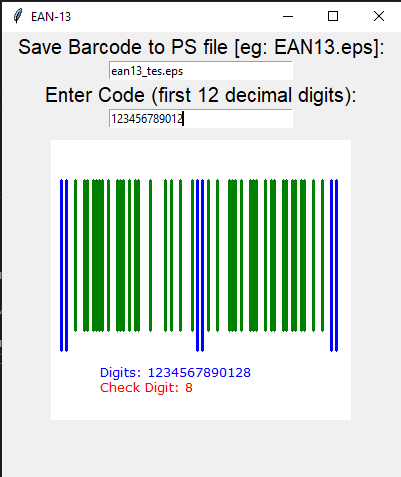 EAN-13
Save Barcode to PS file [eg: EAN13.eps]:
ean13_tes.eps
Enter Code (first 12 decimal digits):
123456789012
Digits: 1234567890128
Check Digit: 8